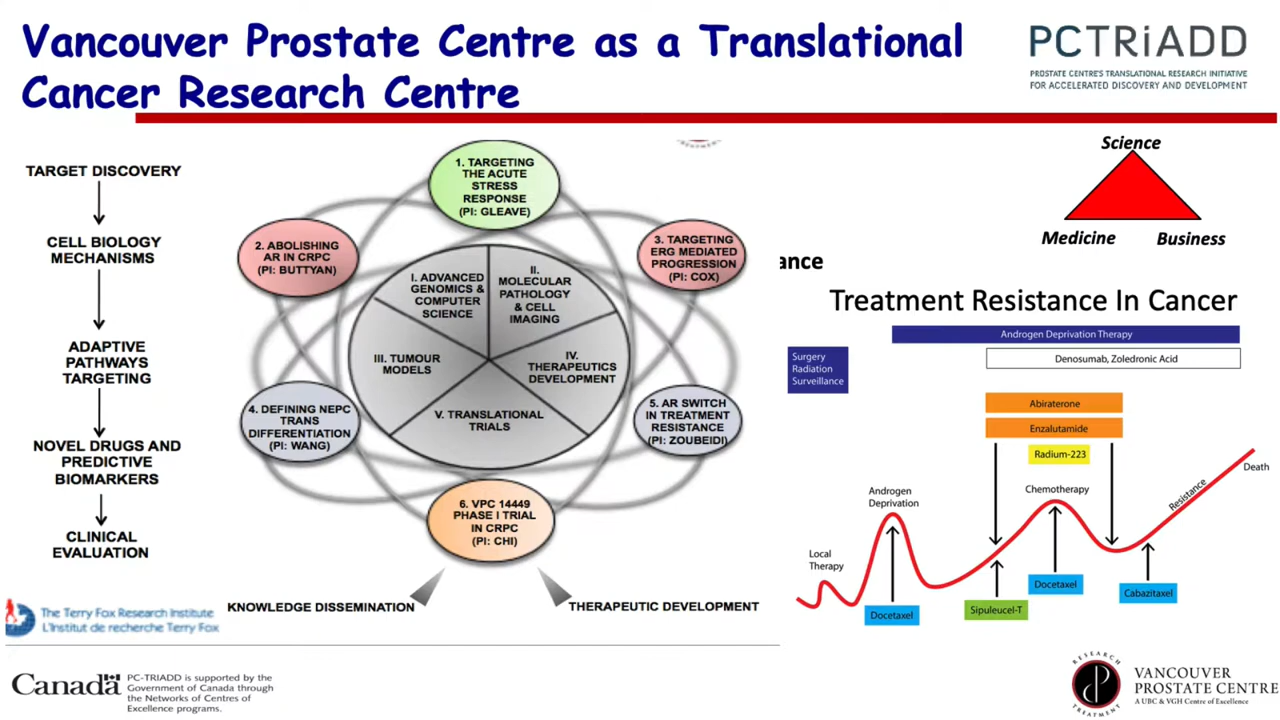 Vancouver Prostate Centre as a Translational
Cancer Research Centre
PCTRiADD
PROSTATE CENTRE'S TRANSLATIONAL RESEARCH INITIATIVE
FOR ACCELERATED DISCOVERY AND DEVELOPMENT
TARGET DISCOVERY
CELL BIOLOGY
MECHANISMS
ADAPTIVE
PATHWAYS
TARGETING
NOVEL DRUGS AND
PREDICTIVE
BIOMARKERS
CLINICAL
EVALUATION
1. TARGETING
THE ACUTE
STRESS
RESPONSE
(PI: GLEAVE)
2. ABOLISHING
AR IN CRPC
(PI: BUTTYAN)
3. TARGETING
ERG MEDIATED
PROGRESSION
(PI: COX)
I. ADVANCED
GENOMICS &
COMPUTER
SCIENCE
II.
MOLECULAR
PATHOLOGY
& CELL
IMAGING
III. TUMOUR
MODELS
IV.
THERAPEUTICS
DEVELOPMENT
V. TRANSLATIONAL
TRIALS
4. DEFINING NEPC
TRANS
DIFFERENTIATION
(PI: WANG)
5. AR SWITCH
IN TREATMENT
RESISTANCE
(PI: ZOUBEIDI)
6. VPC 14449
PHASE I TRIAL
IN CRPC
(PI: CHI)
KNOWLEDGE DISSEMINATION
THERAPEUTIC DEVELOPMENT
Science
Medicine
Business
ance
Treatment Resistance In Cancer
Androgen Deprivation Therapy
Denosumab, Zoledronic Acid
Surgery
Radiation
Surveillance
Abiraterone
Enzalutamide
Radium-223
Chemotherapy
Androgen
Deprivation
Local
Therapy
Resistance
Death
Docetaxel
Sipuleucel-T
Docetaxel
Cabazitaxel
The Terry Fox Research Institute
L'Institut de recherche Terry Fox
Canada
PC-TRIADD is supported by the
Government of Canada through
the Networks of Centres of
Excellence programs.
RESEARCH
TREATMENT
VANCOUVER
PROSTATE CENTRE
A UBC & VGH Centre of Excellence